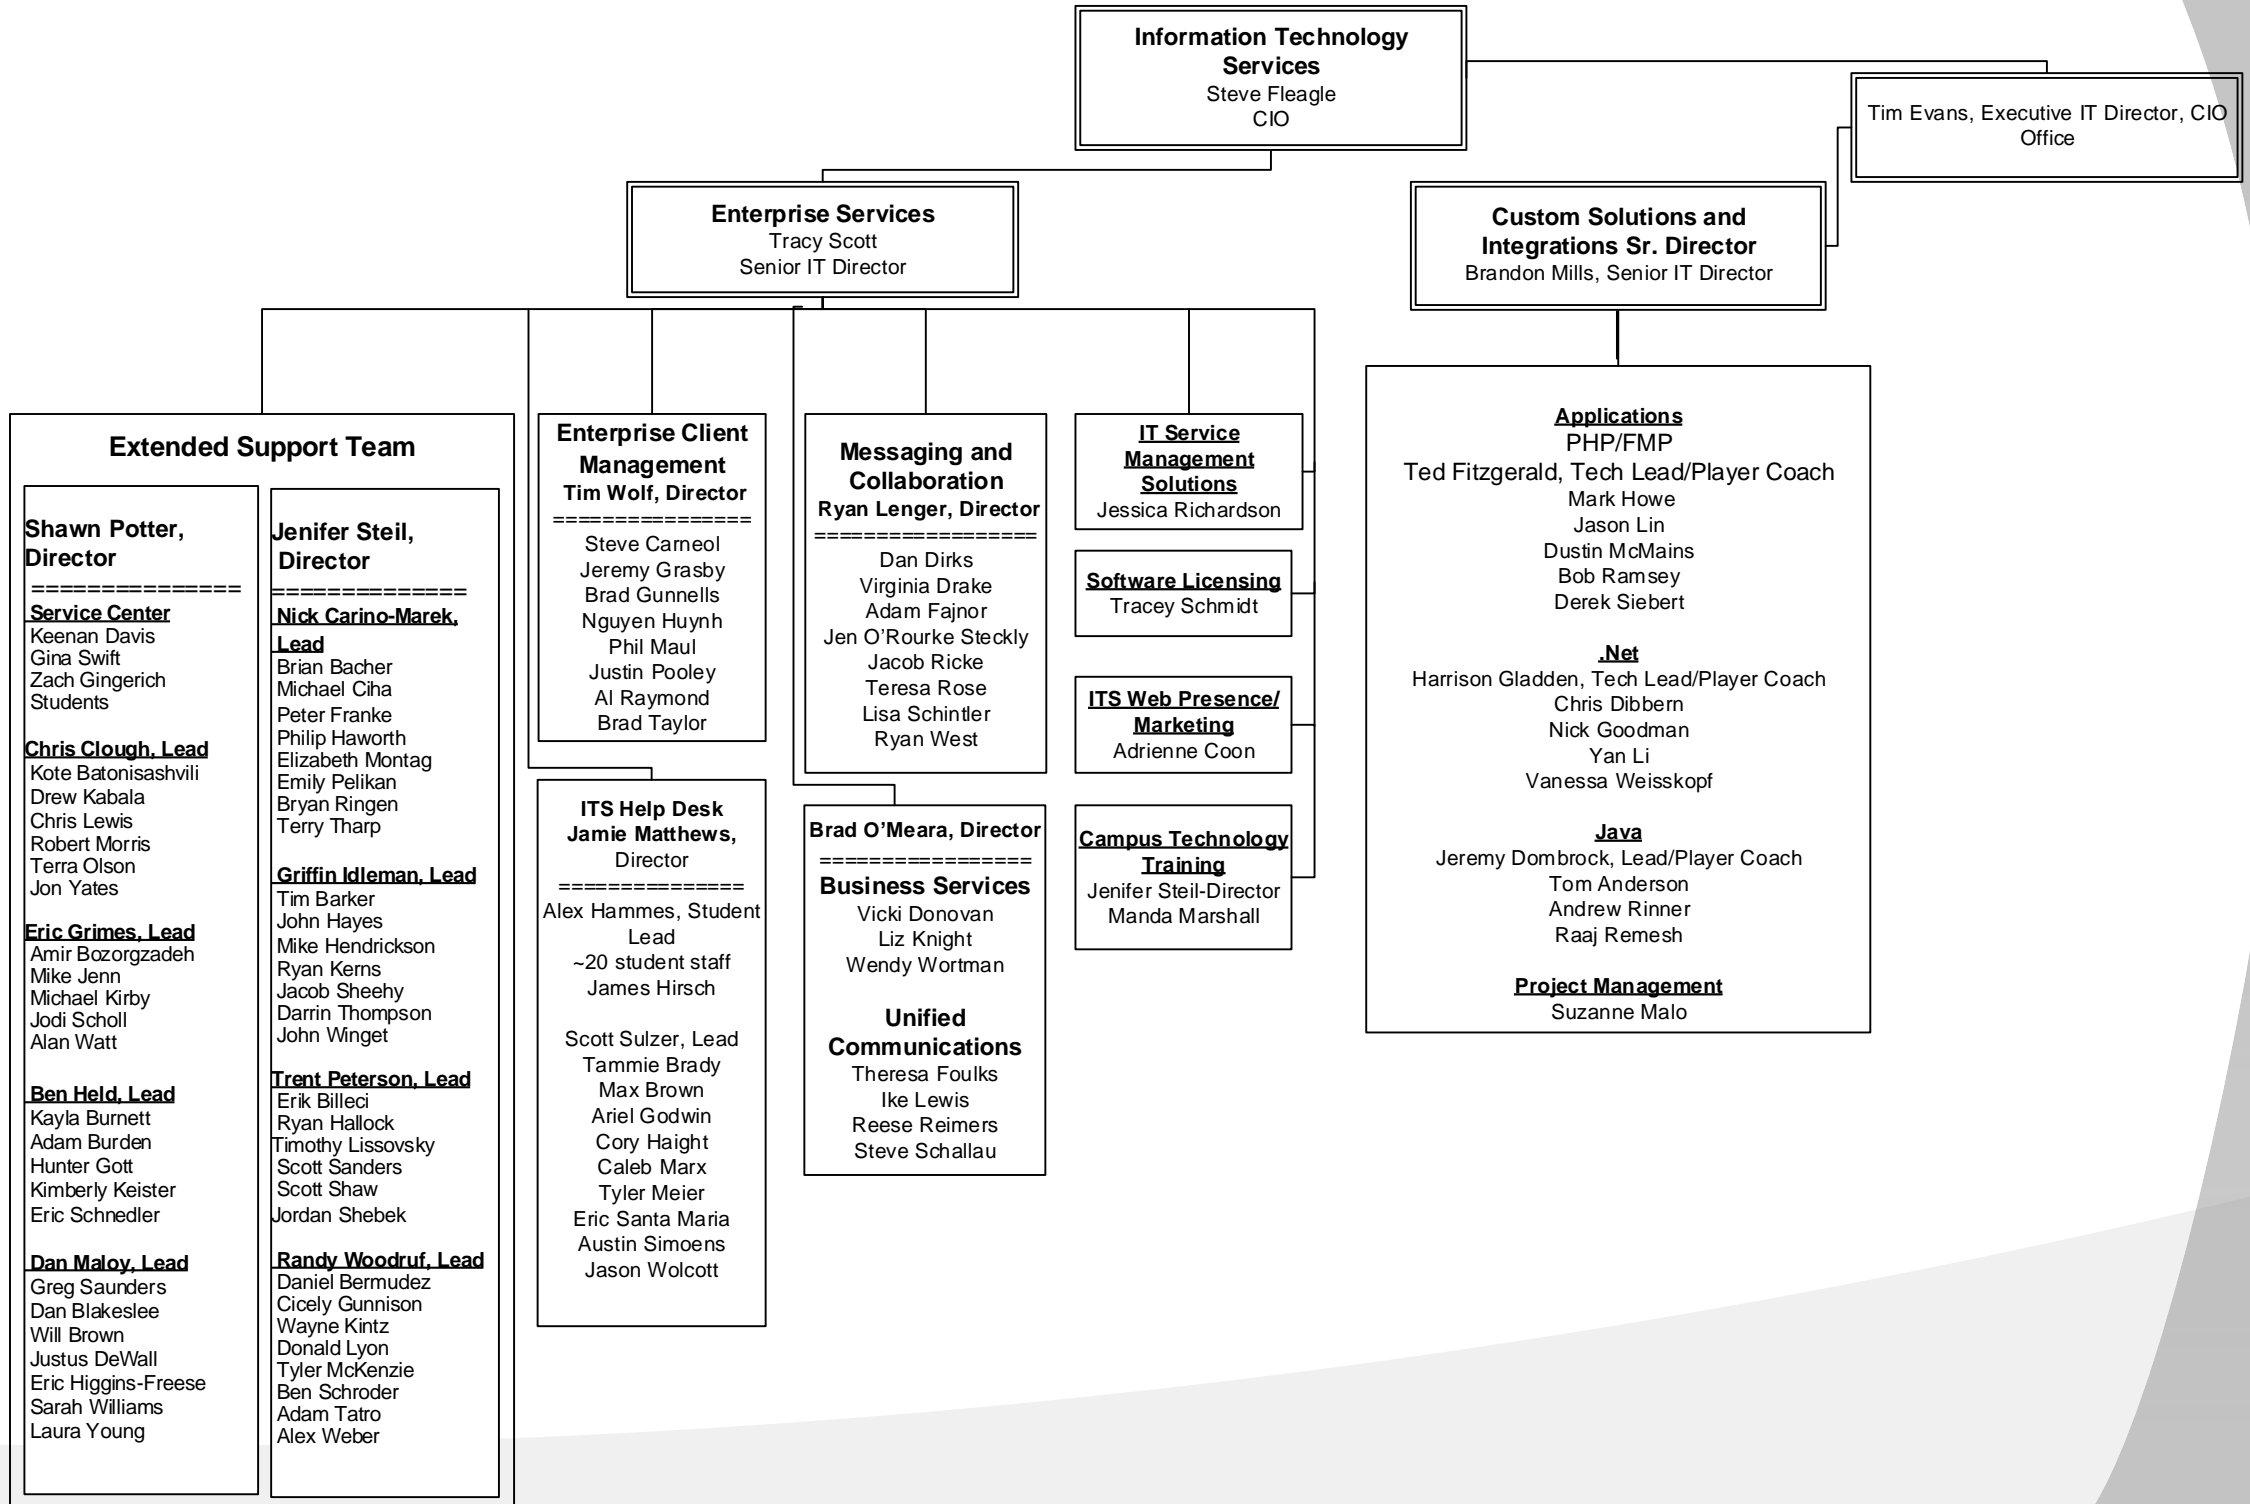 Information Technology
Services
Steve Fleagle
CIO
Tim Evans, Executive IT Director, CIO
Office
Enterprise Services
Tracy Scott
Senior IT Director
Custom Solutions and
Integrations Sr. Director
Brandon Mills, Senior IT Director
Extended Support Team
Shawn Potter,
Director
===============
Service Center
Keenan Davis
Gina Swift
Zach Gingerich
Students
Chris Clough, Lead
Kote Batonisashvili
Drew Kabala
Chris Lewis
Robert Morris
Terra Olson
Jon Yates
Eric Grimes, Lead
Amir Bozorgzadeh
Mike Jenn
Michael Kirby
Jodi Scholl
Alan Watt
Ben Held, Lead
Kayla Burnett
Adam Burden
Hunter Gott
Kimberly Keister
Eric Schnedler
Dan Maloy, Lead
Greg Saunders
Dan Blakeslee
Will Brown
Justus DeWall
Eric Higgins-Freese
Sarah Williams
Laura Young
Jenifer Steil,
Director
==============
Nick Carino-Marek,
Lead
Brian Bacher
Michael Ciha
Peter Franke
Philip Haworth
Elizabeth Montag
Emily Pelikan
Bryan Ringen
Terry Tharp
Griffin Idleman, Lead
Tim Barker
John Hayes
Mike Hendrickson
Ryan Kerns
Jacob Sheehy
Darrin Thompson
John Winget
Trent Peterson, Lead
Erik Billeci
Ryan Hallock
Timothy Lissovsky
Scott Sanders
Scott Shaw
Jordan Shebek
Randy Woodruf, Lead
Daniel Bermudez
Cicely Gunnison
Wayne Kintz
Donald Lyon
Tyler McKenzie
Ben Schroder
Adam Tatro
Alex Weber
Enterprise Client
Management
Tim Wolf, Director
================
Steve Carneol
Jeremy Grasby
Brad Gunnells
Nguyen Huynh
Phil Maul
Justin Pooley
Al Raymond
Brad Taylor
ITS Help Desk
Jamie Matthews,
Director
===============
Alex Hammes, Student
Lead
~20 student staff
James Hirsch
Scott Sulzer, Lead
Tammie Brady
Max Brown
Ariel Godwin
Cory Haight
Caleb Marx
Tyler Meier
Eric Santa Maria
Austin Simoens
Jason Wolcott
Messaging and
Collaboration
Ryan Lenger, Director
==================
Dan Dirks
Virginia Drake
Adam Fajnor
Jen O’Rourke Steckly
Jacob Ricke
Teresa Rose
Lisa Schintler
Ryan West
Brad O’Meara, Director
=================
Business Services
Vicki Donovan
Liz Knight
Wendy Wortman
Unified
Communications
Theresa Foulks
Ike Lewis
Reese Reimers
Steve Schallau
IT Service
Management
Solutions
Jessica Richardson
Software Licensing
Tracey Schmidt
ITS Web Presence/
Marketing
Adrienne Coon
Campus Technology
Training
Jenifer Steil-Director
Manda Marshall
Applications
PHP/FMP
Ted Fitzgerald, Tech Lead/Player Coach
Mark Howe
Jason Lin
Dustin McMains
Bob Ramsey
Derek Siebert
.Net
Harrison Gladden, Tech Lead/Player Coach
Chris Dibbern
Nick Goodman
Yan Li
Vanessa Weisskopf
Java
Jeremy Dombrock, Lead/Player Coach
Tom Anderson
Andrew Rinner
Raaj Remesh
Project Management
Suzanne Malo